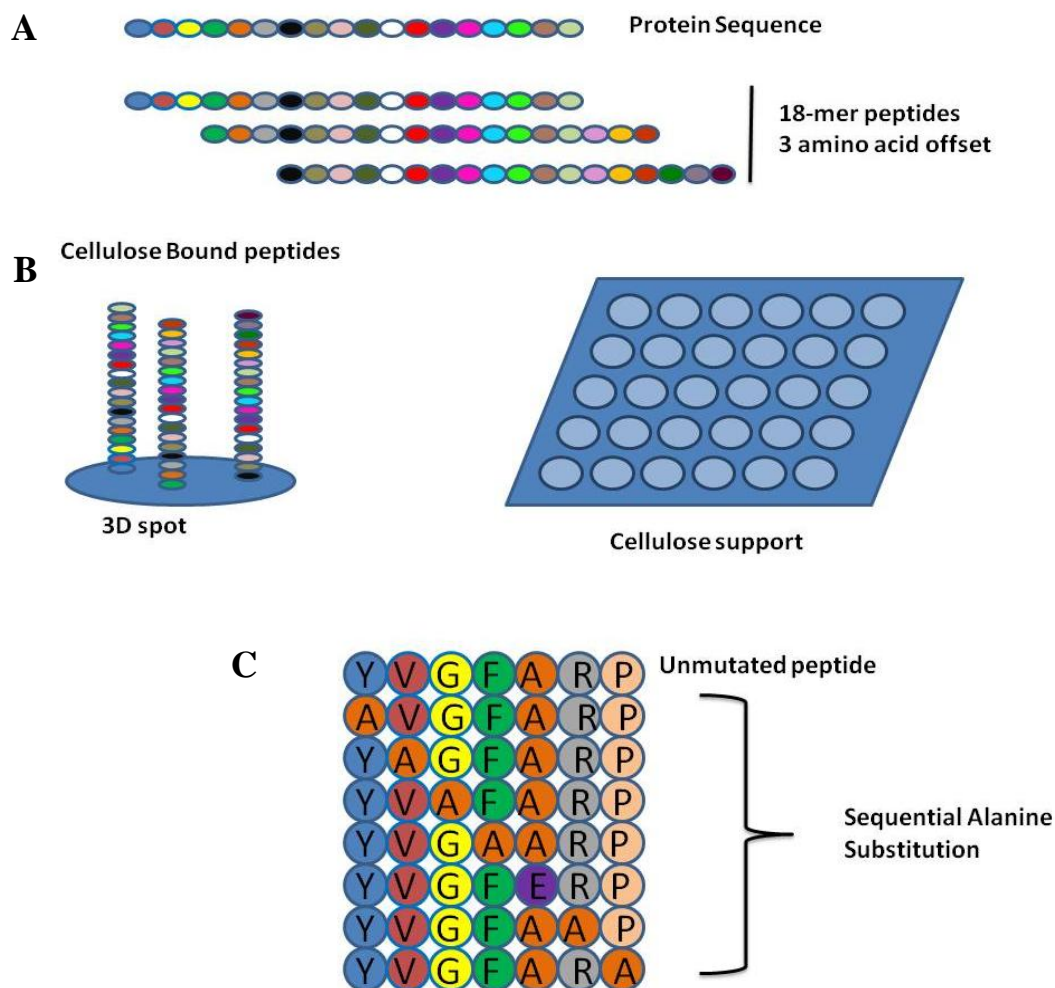 A
Protein Sequence
18-mer peptides
3 amino acid offset
B
Cellulose Bound peptides
3D spot
Cellulose support
C
Y V G F A R P
Unmutated peptide
A V G F A R P
Y A G F A R P
Y V A F A R P
Y V G A A R P
Y V G F E R P
Y V G F A A P
Y V G F A R A
Sequential Alanine
Substitution